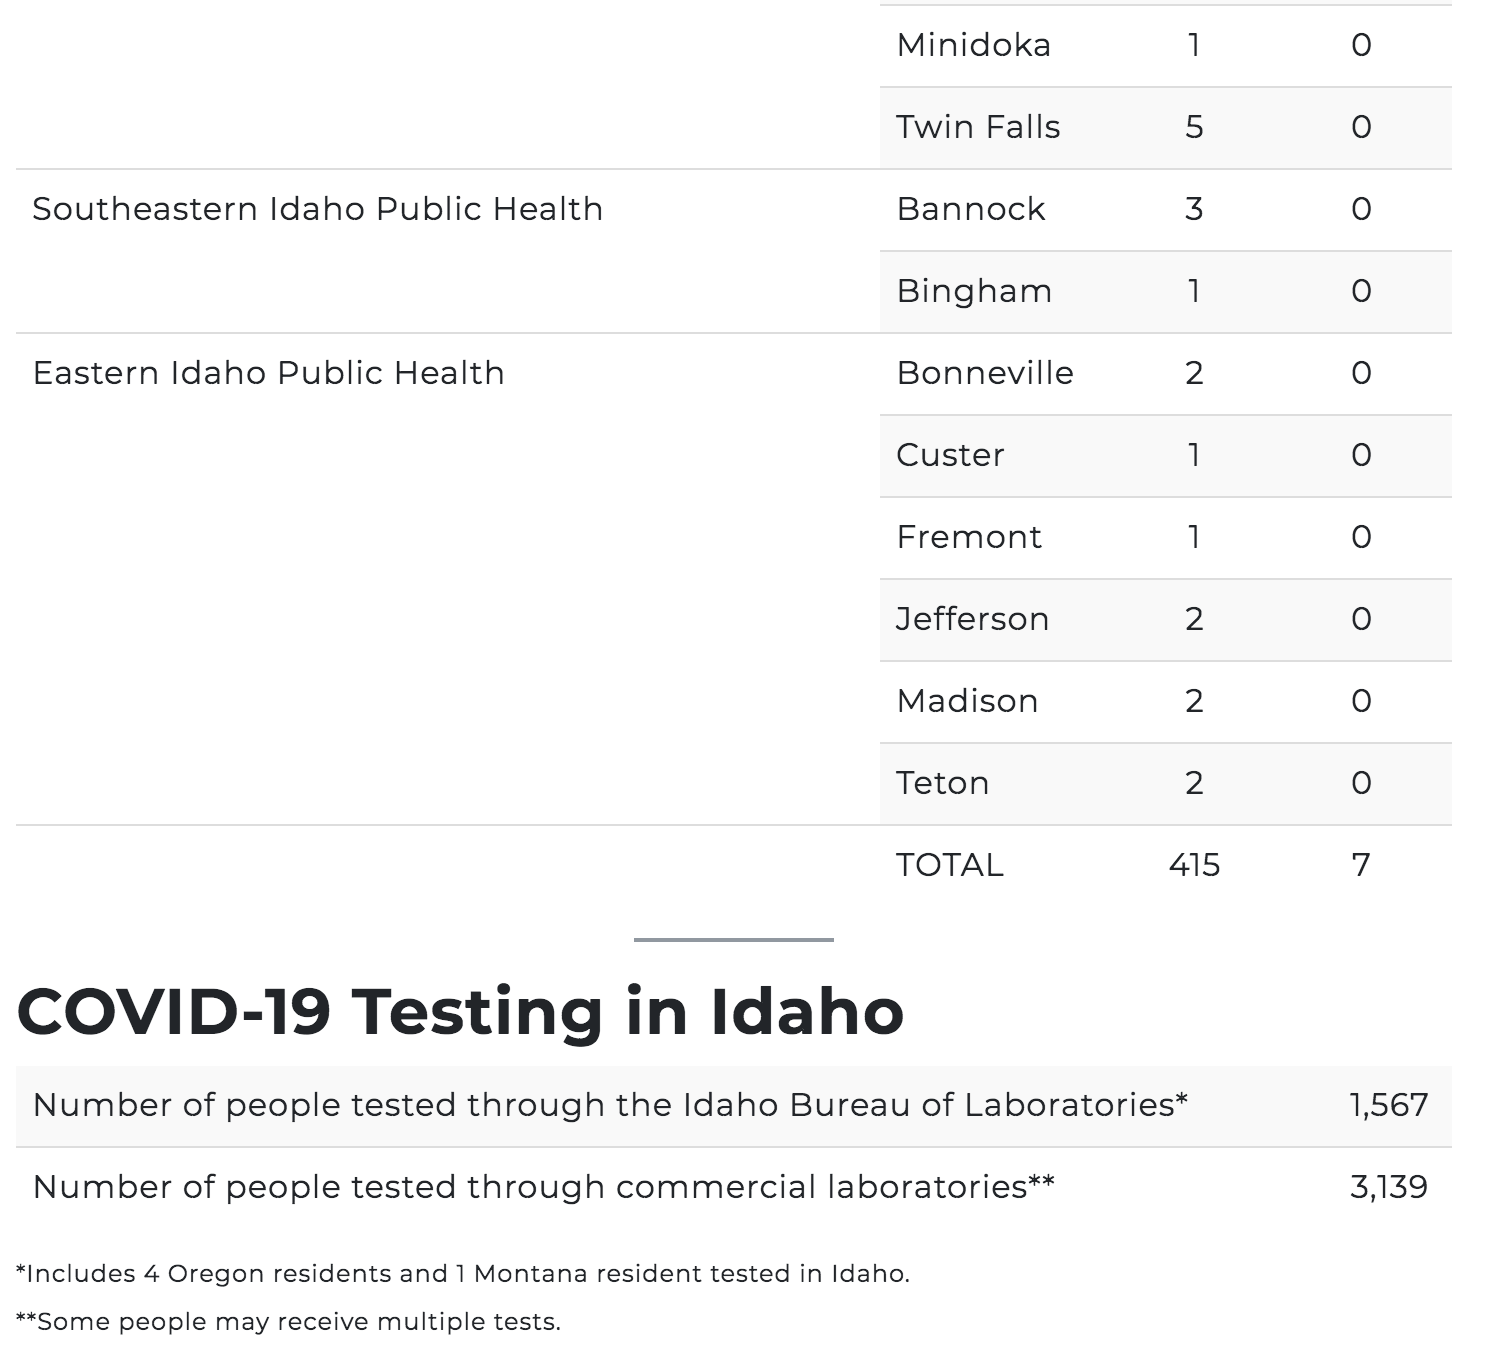 Minidoka 1 0
Twin Falls 5 0
Southeastern Idaho Public Health Bannock 3 0
Bingham 1 0
Eastern Idaho Public Health Bonneville 2 0
Custer 1 0
Fremont 1 0
Jefferson 2 0
Madison 2 0
Teton 2 0
TOTAL 415 7
COVID-19 Testing in Idaho
Number of people tested through the Idaho Bureau of Laboratories* 1,567
Number of people tested through commercial laboratories** 3,139
*Includes 4 Oregon residents and 1 Montana resident tested in Idaho.
**Some people may receive multiple tests.